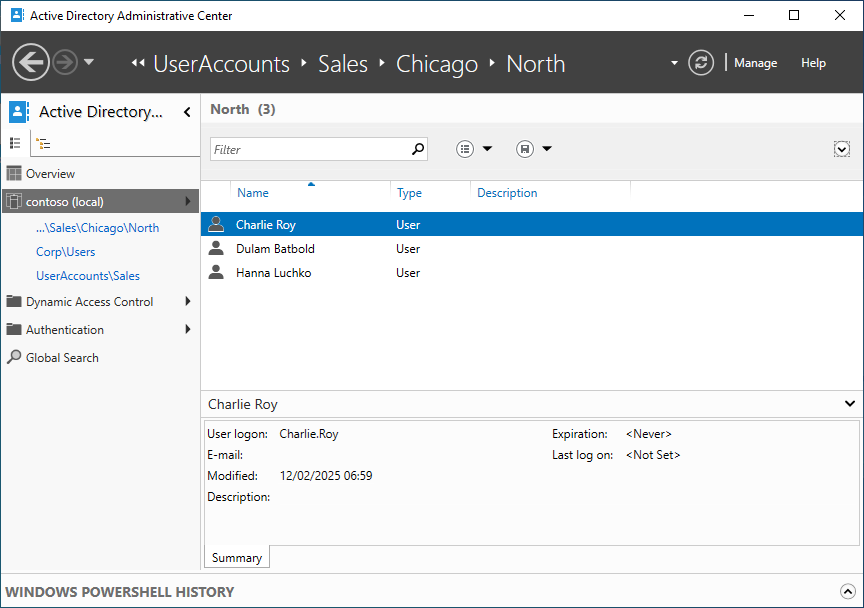 Active Directory Administrative Center
UserAccounts Sales Chicago North
Manage Help
Active Directory...
Overview
contoso (local)
...\Sales\Chicago\North
Corp\Users
UserAccounts\Sales
Dynamic Access Control
Authentication
Global Search
North (3)
Filter
Name Type Description
Charlie Roy User
Dulam Batbold User
Hanna Luchko User
Charlie Roy
User logon: Charlie.Roy Expiration: <Never>
E-mail: Last log on: <Not Set>
Modified: 12/02/2025 06:59
Description:
Summary
WINDOWS POWERSHELL HISTORY